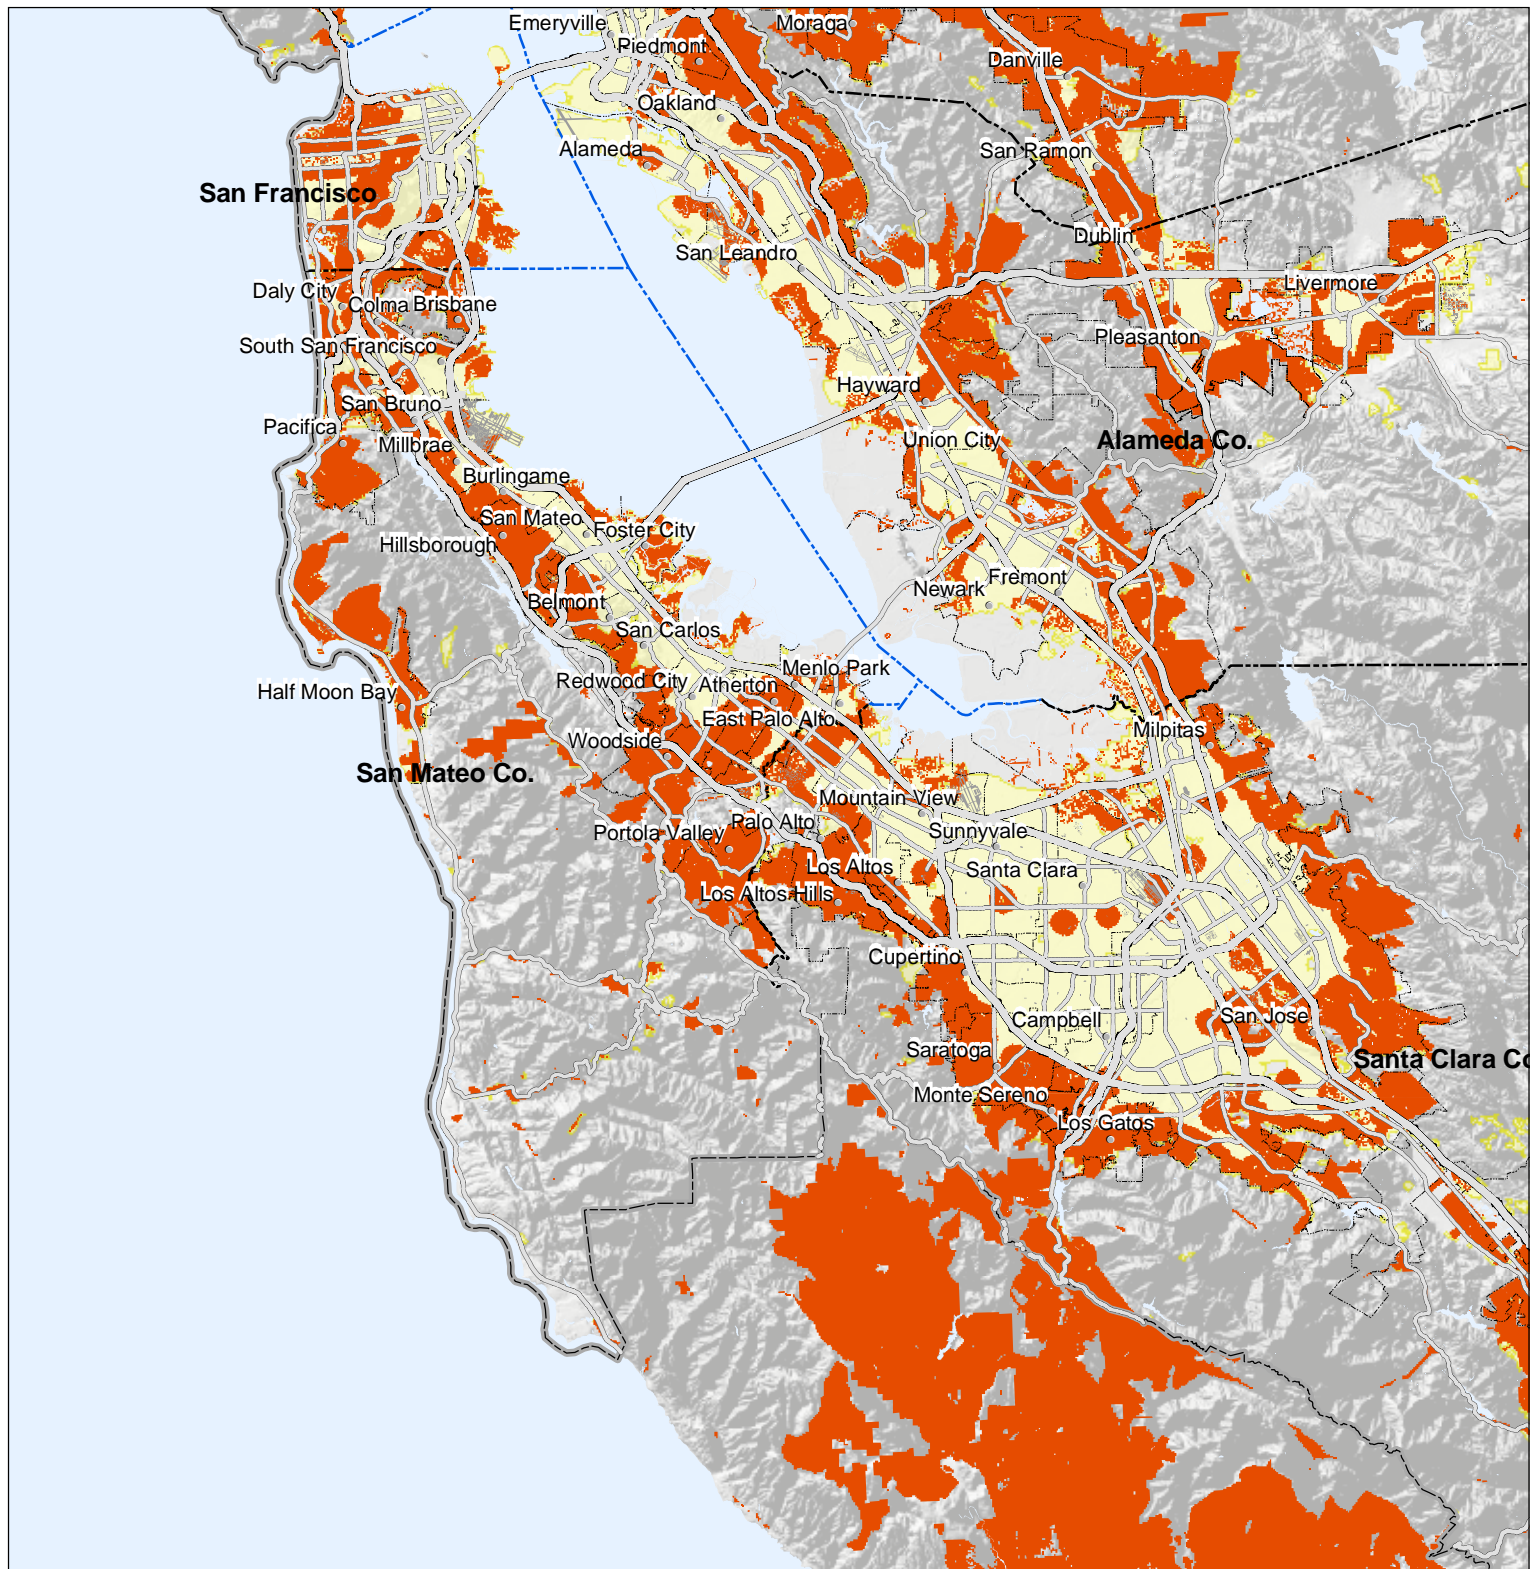 Emeryville
Moraga
Piedmont
Danville
Oakland
Alameda
San Ramon
San Francisco
Dublin
San Leandro
Daly City
Colma
Brisbane
Livermore
South San Francisco
Pleasanton
Hayward
San Bruno
Pacifica
Millbrae
Union City
Alameda Co.
Burlingame
San Mateo
Foster City
Hillsborough
Newark
Fremont
Belmont
San Carlos
Menlo Park
Redwood City
Atherton
Half Moon Bay
East Palo Alto
Woodside
Milpitas
San Mateo Co.
Mountain View
Portola Valley
Palo Alto
Sunnyvale
Los Altos
Santa Clara
Los Altos Hills
Cupertino
Campbell
San Jose
Saratoga
Santa Clara Co
Monte Sereno
Los Gatos